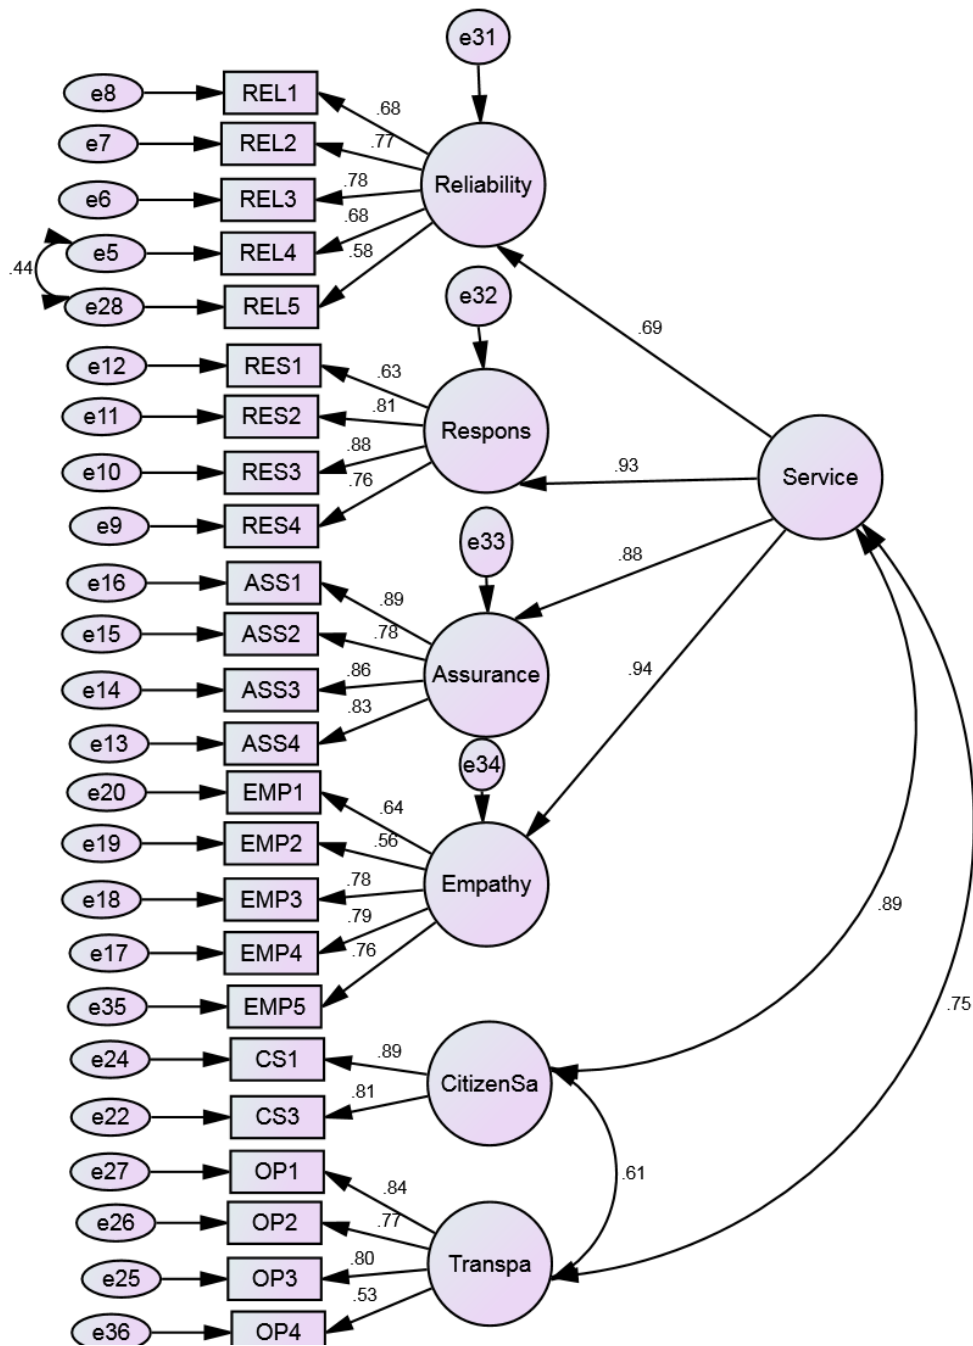 e31
e8 REL1 .68
e7 REL2 .77
Reliability
e6 REL3 .78
.68
e5 REL4 .58
.44
e28 REL5
e32
.69
e12 RES1 .63
e11 RES2 .81
Respons
e10 RES3 .88
.76
.93
Service
e9 RES4
e33
.88
e16 ASS1 .89
e15 ASS2 .78
e14 ASS3 .86
Assurance
.94
.83
e13 ASS4
e34
e20 EMP1 .64
e19 EMP2 .56
Empathy
e18 EMP3 .78
.79
.89
e17 EMP4 .76
e35 EMP5
.75
e24 CS1 .89
CitizenSa
.81
e22 CS3
e27 OP1 .84
.61
e26 OP2 .77
e25 OP3 .80
Transpa
.53
e36 OP4